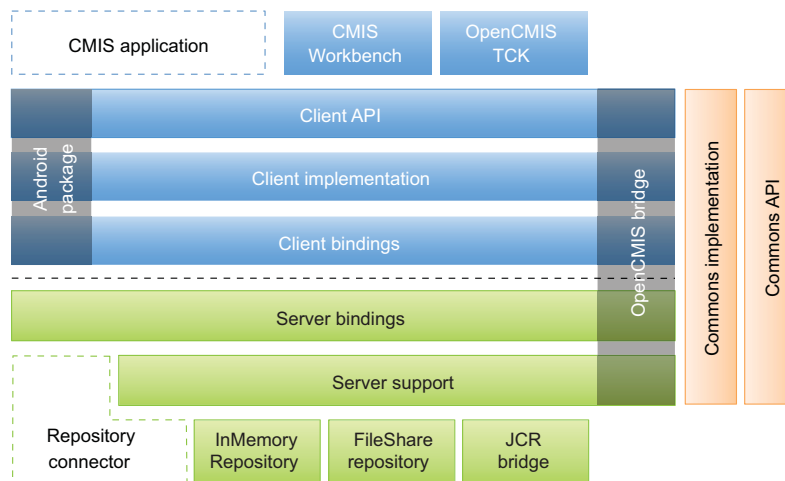 CMIS application
CMIS
Workbench
OpenCMIS
TCK
Client API
Android
package
Client implementation
Client bindings
OpenCMIS bridge
Commons implementation
Commons API
Server bindings
Server support
Repository
connector
InMemory
Repository
FileShare
repository
JCR
bridge